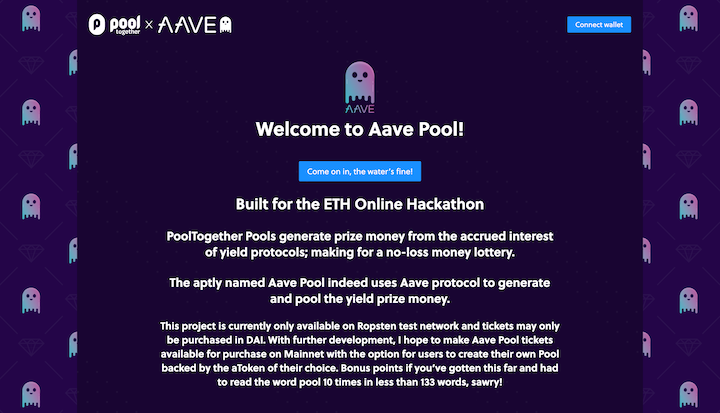 pool together × AAVE
Connect wallet
AAVE
Welcome to Aave Pool!
Come on in, the water's fine!
Built for the ETH Online Hackathon
PoolTogether Pools generate prize money from the accrued interest
of yield protocols; making for a no-loss money lottery.
The aptly named Aave Pool indeed uses Aave protocol to generate
and pool the yield prize money.
This project is currently only available on Ropsten test network and tickets may only
be purchased in DAI. With further development, I hope to make Aave Pool tickets
available for purchase on Mainnet with the option for users to create their own Pool
backed by the aToken of their choice. Bonus points if you've gotten this far and had
to read the word pool 10 times in less than 133 words, sawry!